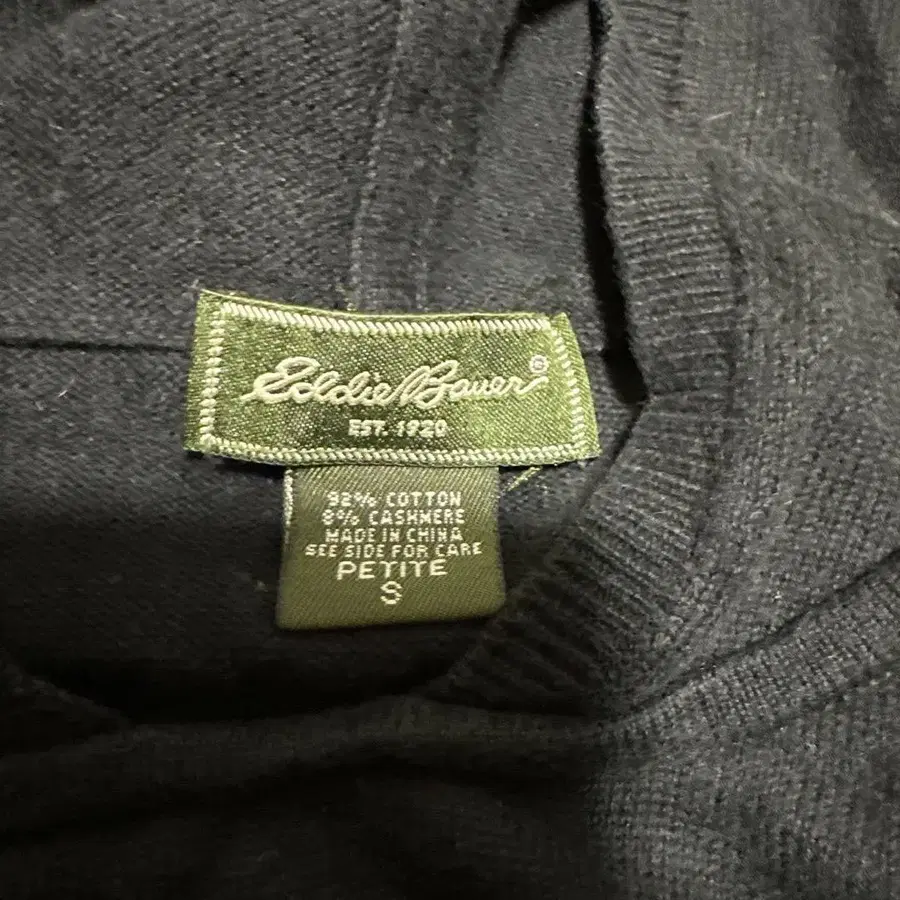 Eddie Bauer®
EST. 1920
92% COTTON
8% CASHMERE
MADE IN CHINA
SEE SIDE FOR CARE
PETITE
S